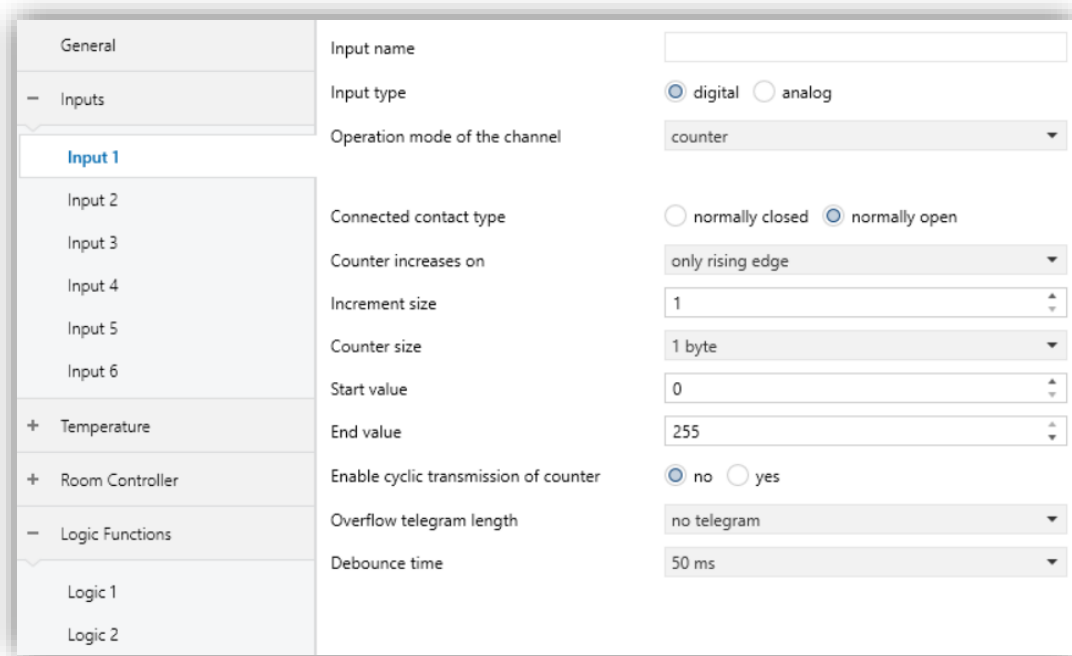 General
Inputs
Input 1
Input 2
Input 3
Input 4
Input 5
Input 6
Temperature
Room Controller
Logic Functions
Logic 1
Logic 2
Input name
Input type digital analog
Operation mode of the channel counter
Connected contact type normally closed normally open
Counter increases on only rising edge
Increment size 1
Counter size 1 byte
Start value 0
End value 255
Enable cyclic transmission of counter no yes
Overflow telegram length no telegram
Debounce time 50 ms